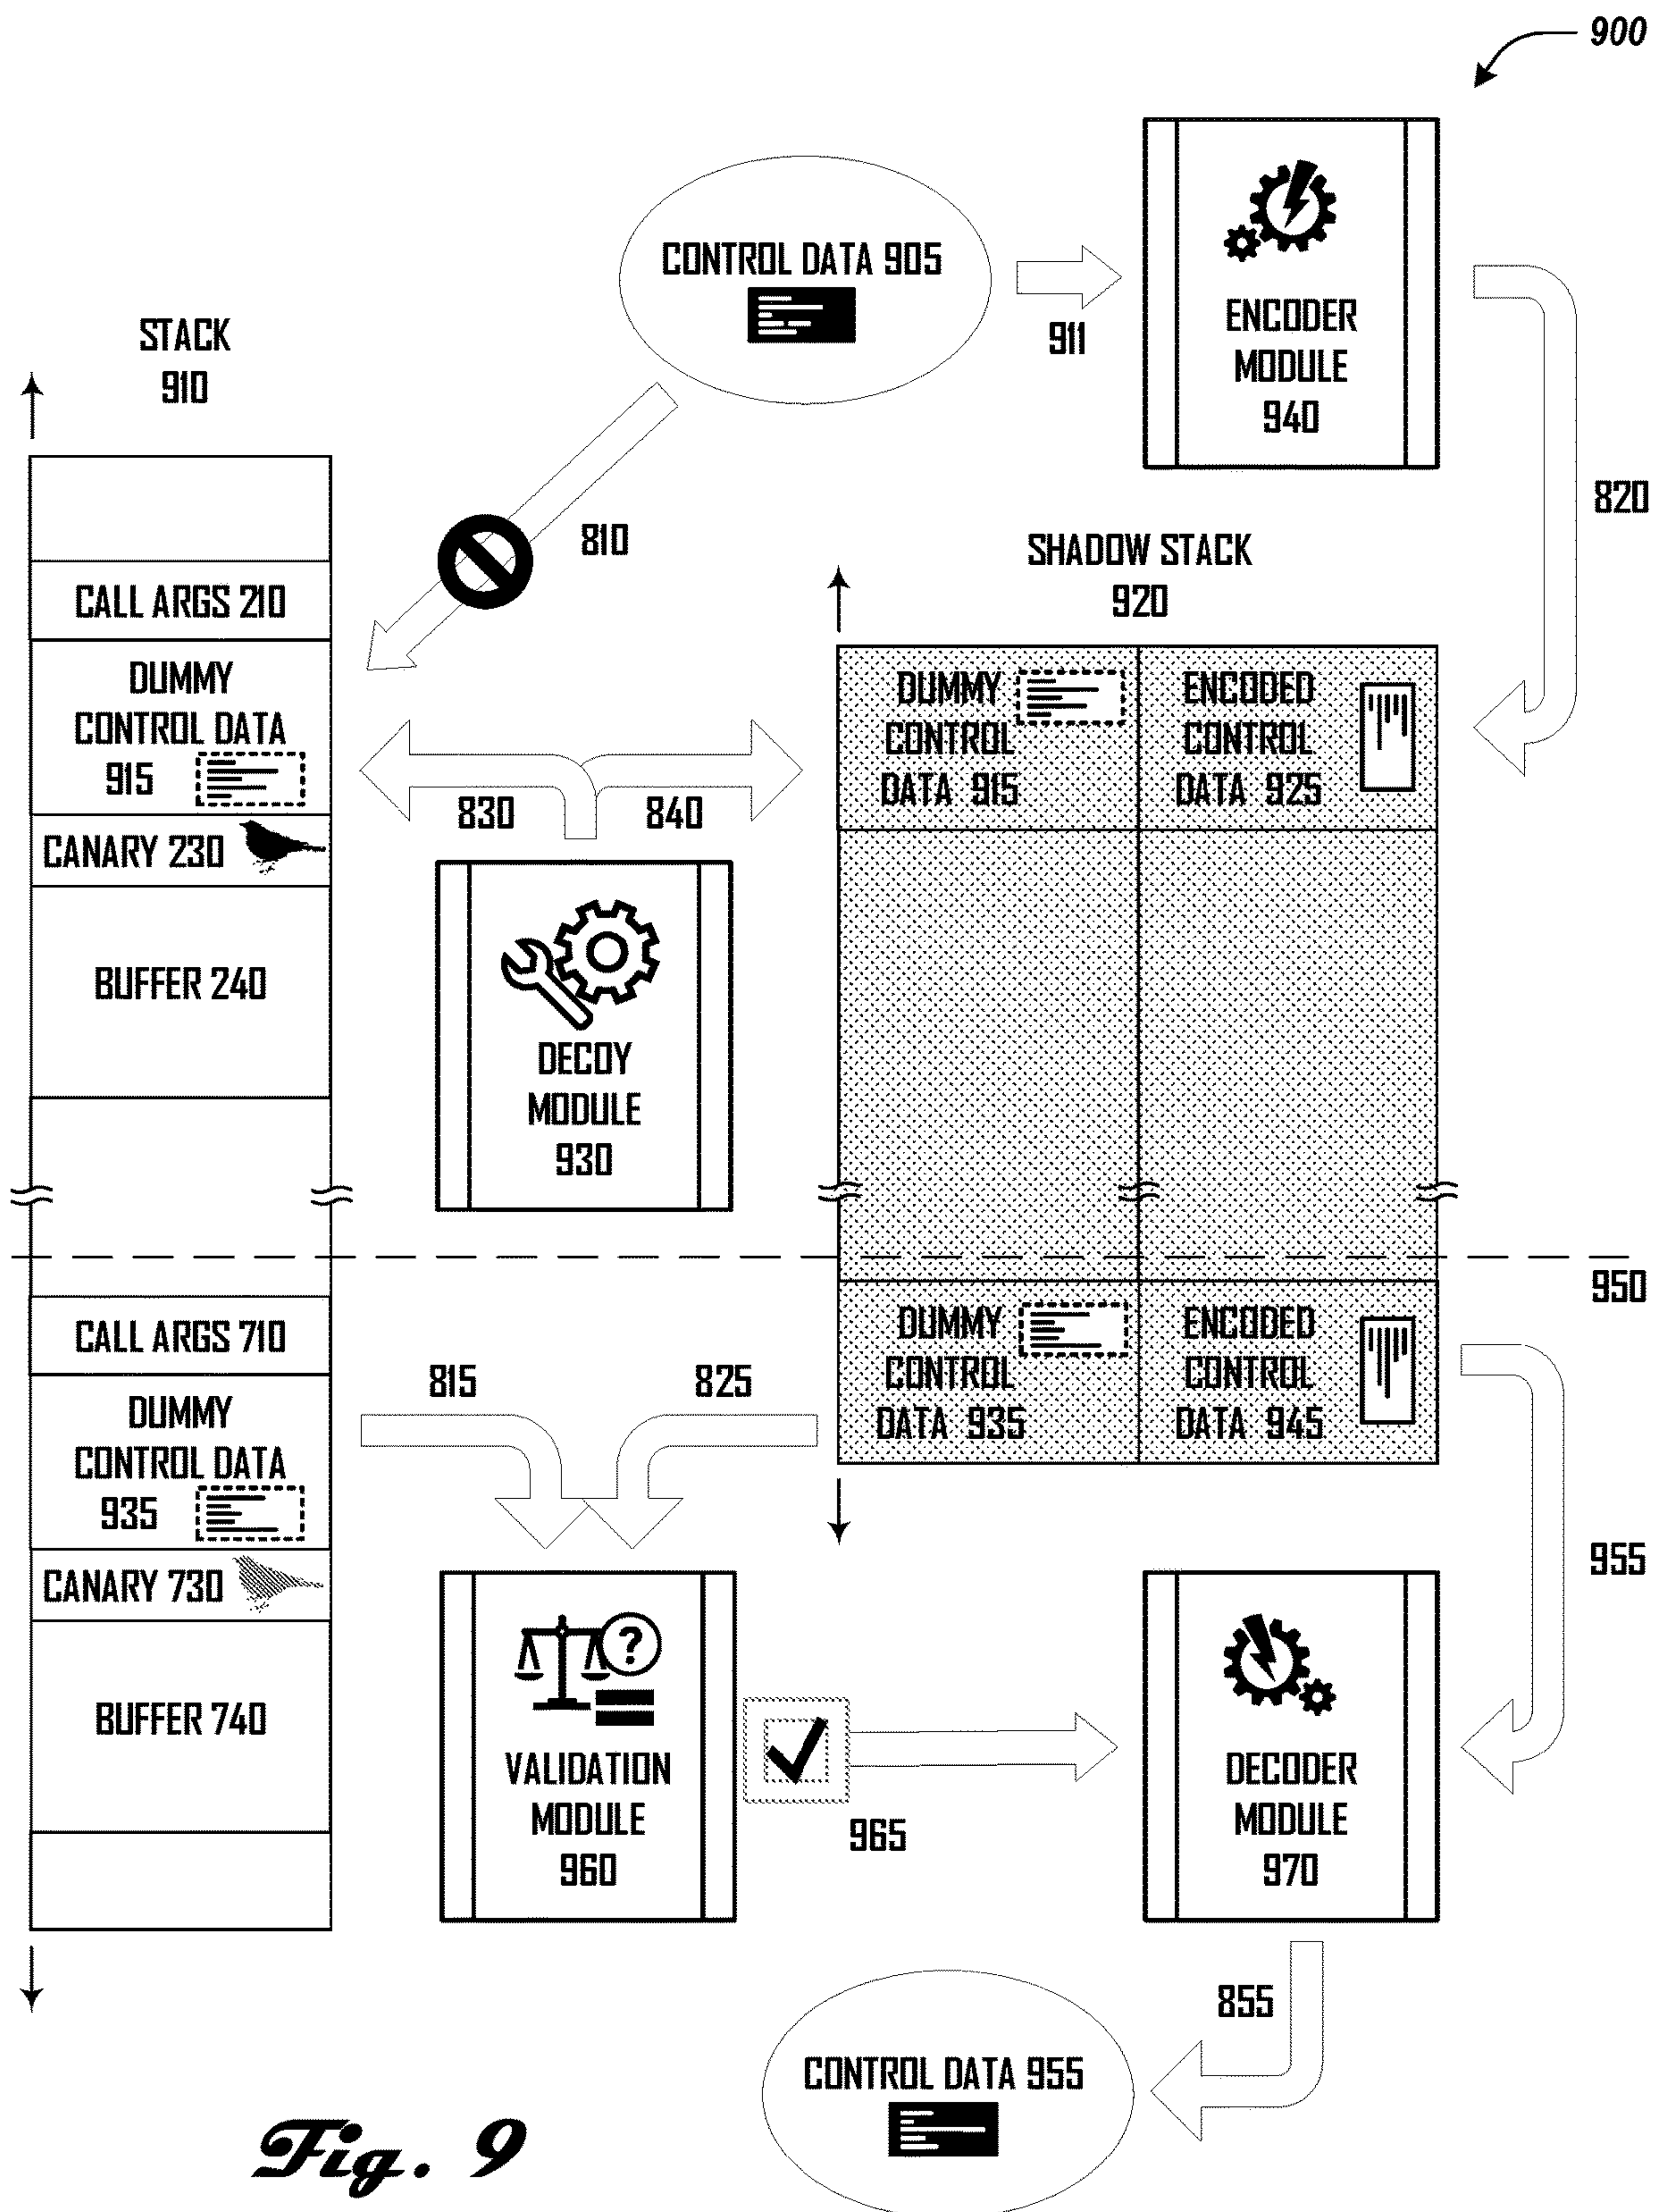 900
CONTROL DATA 905
911
ENCODER
MODULE
940
820
STACK
910
810
CALL ARGS 210
DUMMY
CONTROL DATA
915
CANARY 230
BUFFER 240
830
840
DECOY
MODULE
930
SHADOW STACK
920
DUMMY
CONTROL
DATA 915
ENCODED
CONTROL
DATA 925
950
CALL ARGS 710
DUMMY
CONTROL DATA
935
CANARY 730
BUFFER 740
815
825
DUMMY
CONTROL
DATA 935
ENCODED
CONTROL
DATA 945
955
?
VALIDATION
MODULE
960
965
DECODER
MODULE
970
855
CONTROL DATA 955
Fig. 9